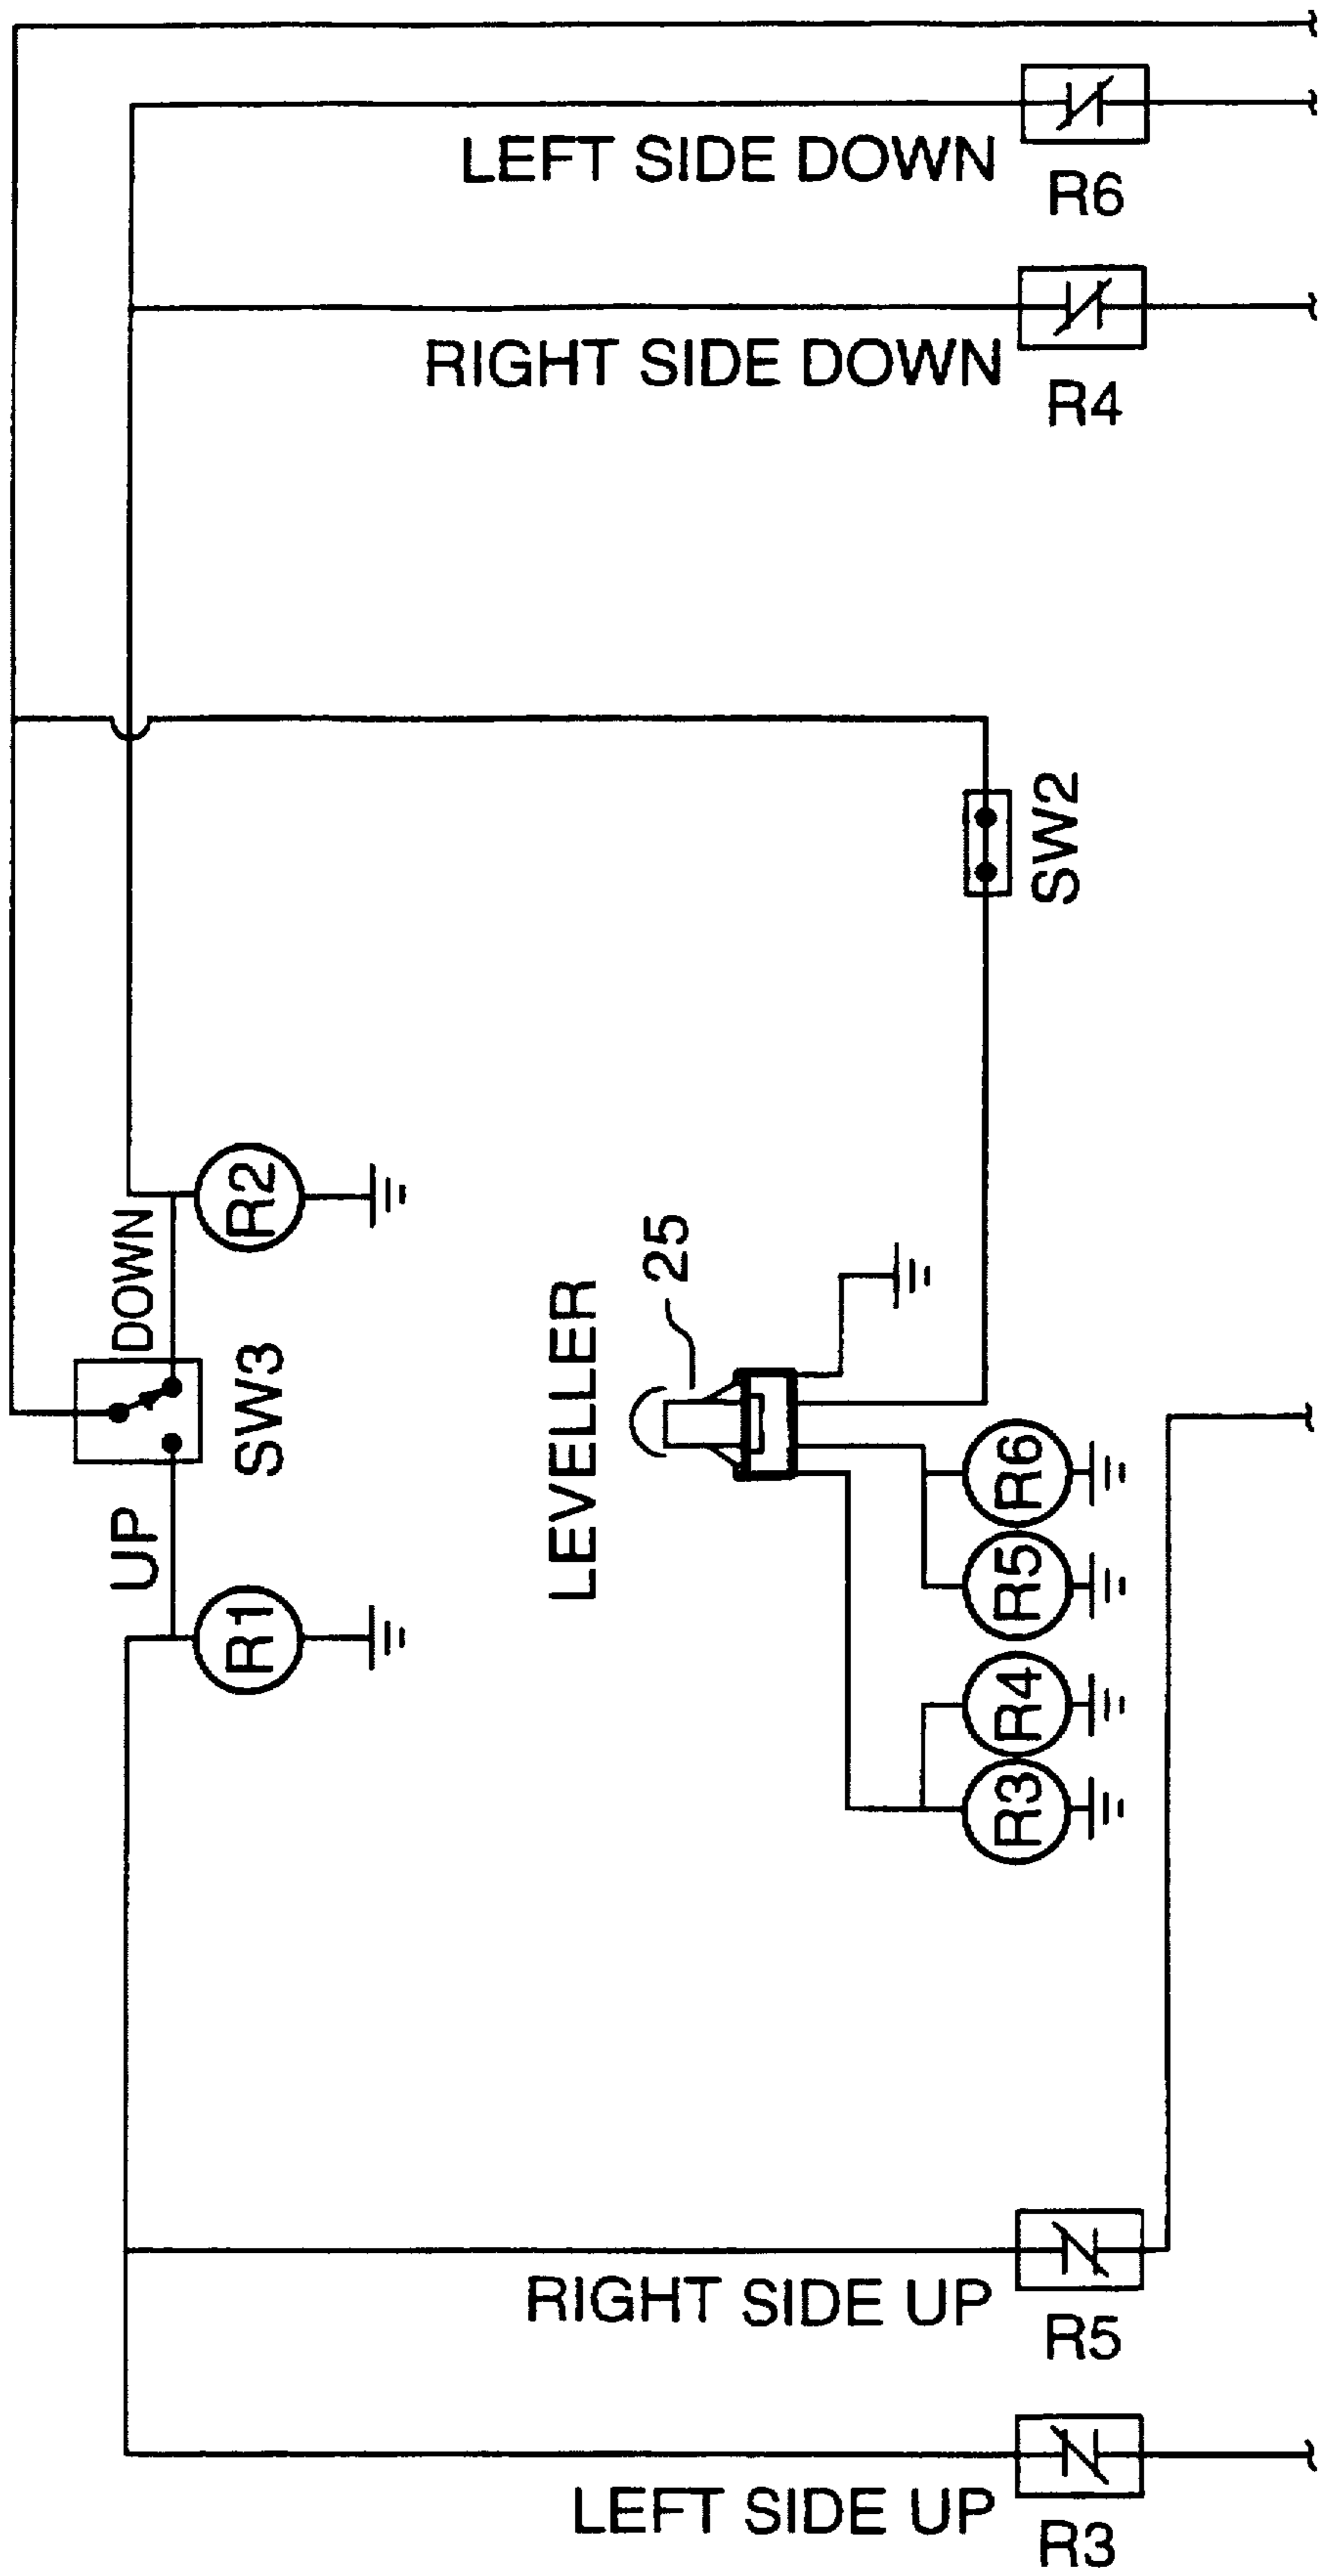 LEFT SIDE DOWN
R6
RIGHT SIDE DOWN
R4
SW2
R2
DOWN
SW3
UP
R1
LEVELLER
25
R6
R5
R4
R3
RIGHT SIDE UP
R5
LEFT SIDE UP
R3